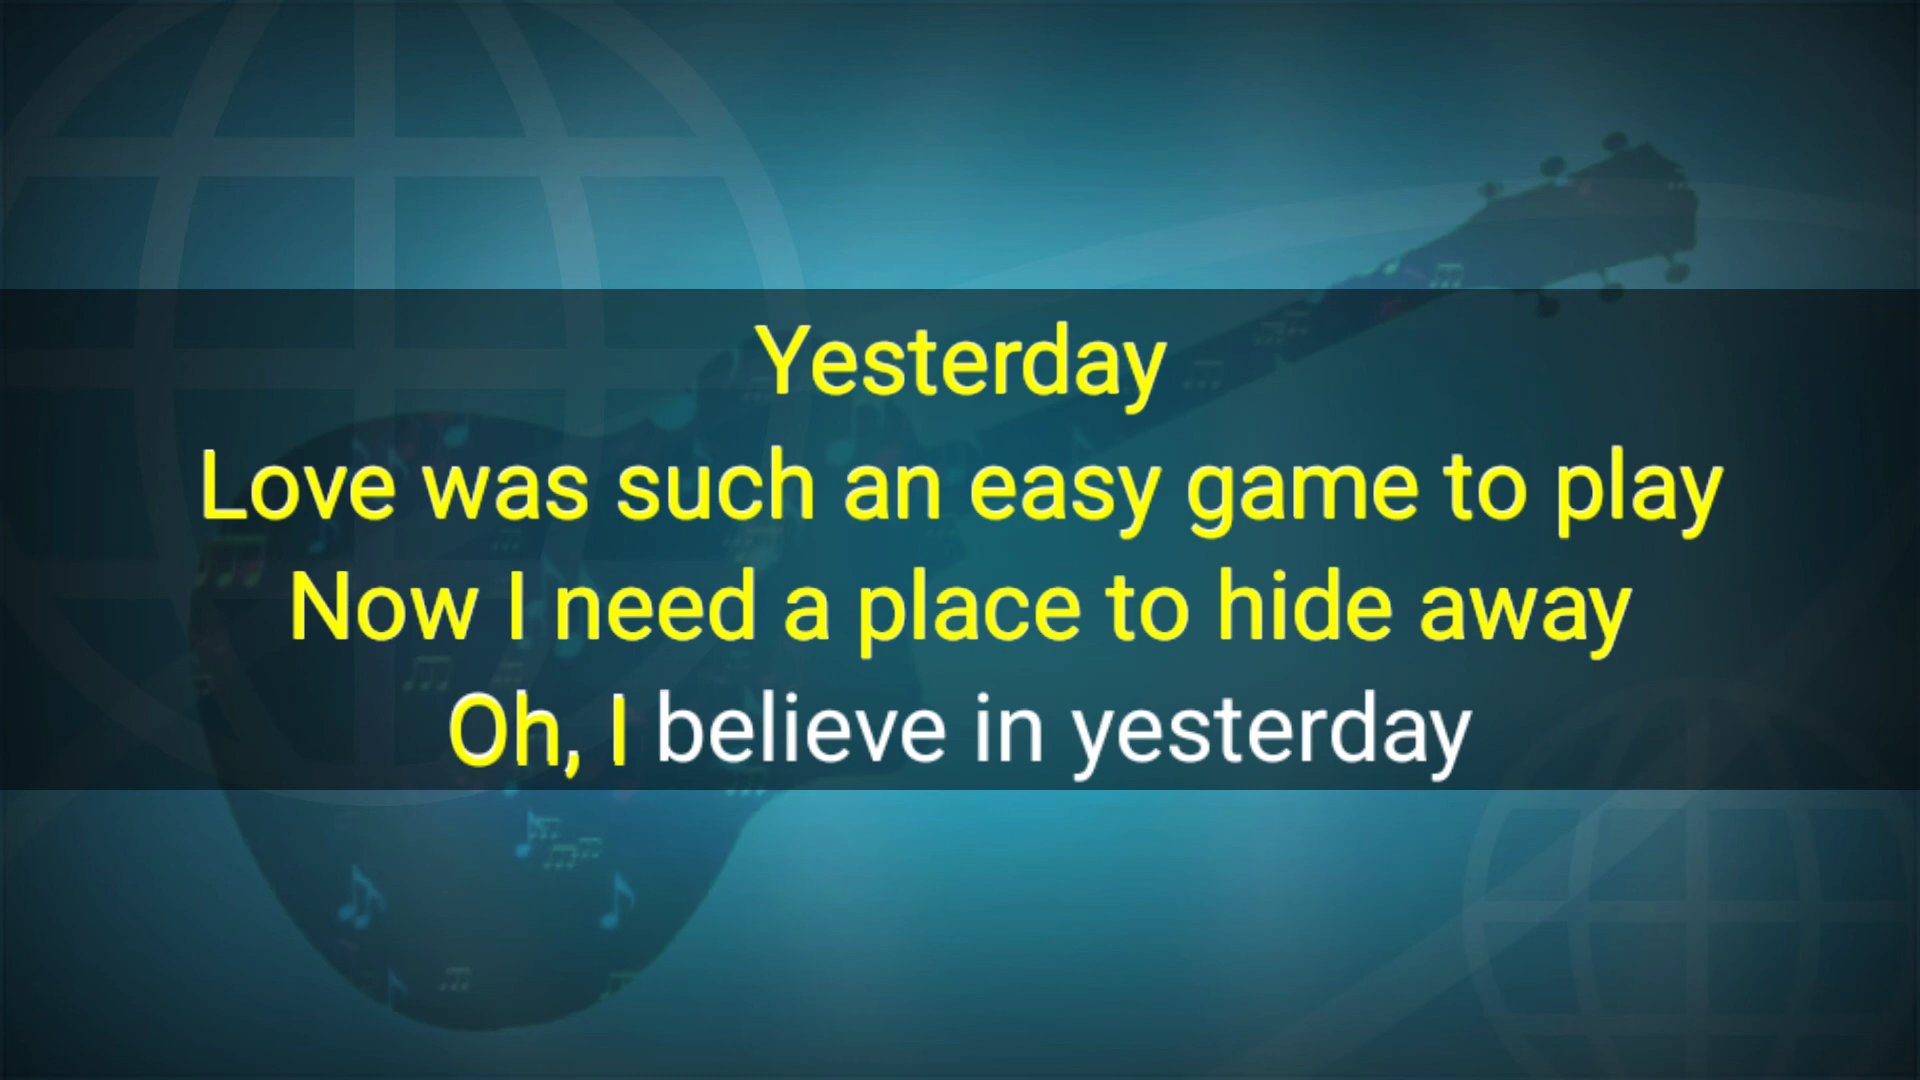 Yesterday
Love was such an easy game to play
Now I need a place to hide away
Oh, I believe in yesterday